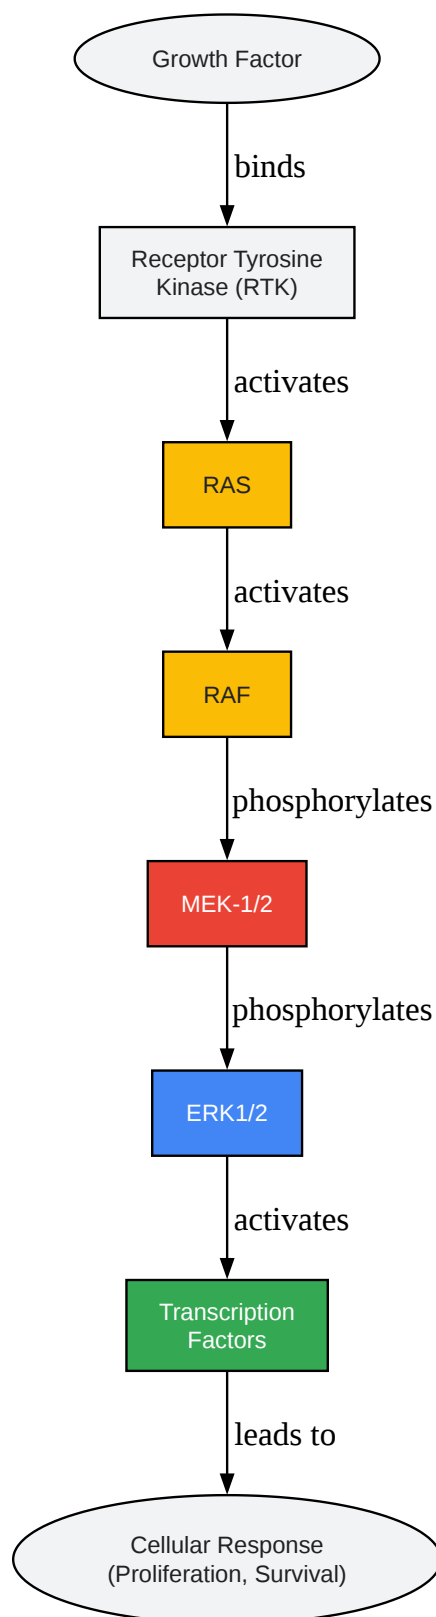 Growth Factor
binds
Receptor Tyrosine
Kinase (RTK)
activates
RAS
activates
RAF
phosphorylates
MEK-1/2
phosphorylates
ERK1/2
activates
Transcription
Factors
leads to
Cellular Response
(Proliferation, Survival)